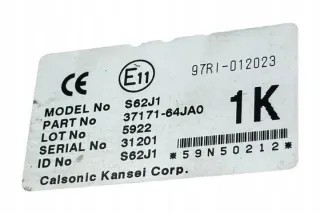 CE E11 97RI-012023
MODEL No S62J1
PART No 37171-64JA0 1K
LOT No 5922
SERIAL No 31201
ID No S62J1 *59N50212*
Calsonic Kansei Corp.